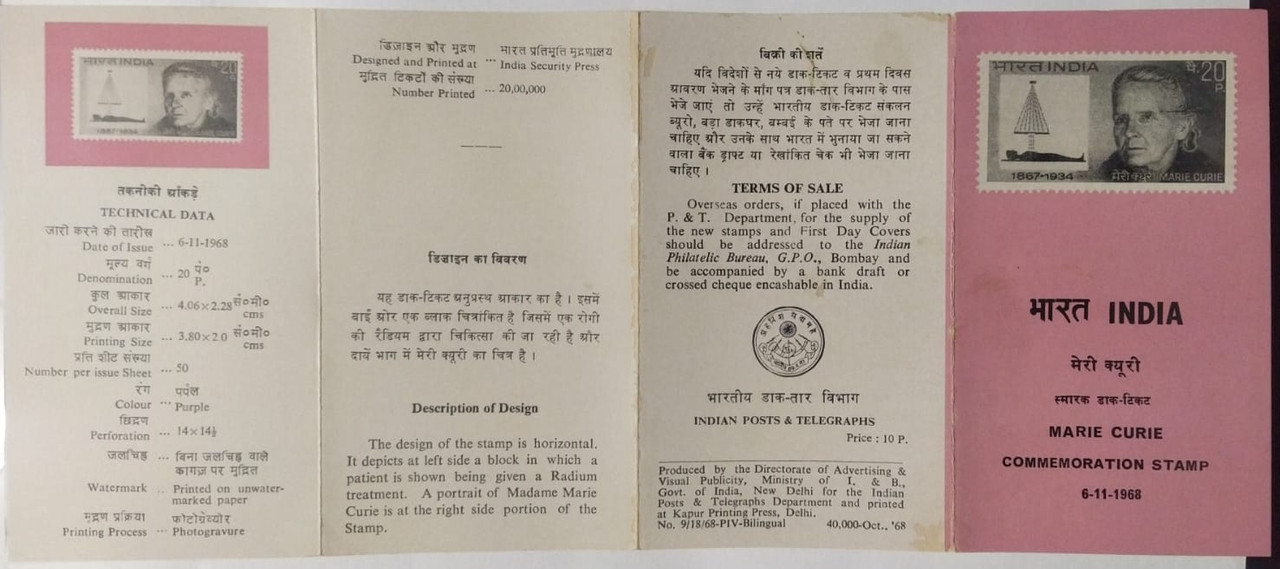 भारत INDIA
20
1867-1934
तकनीकी आंकड़े
TECHNICAL DATA
जारी करने की तारीख
Date of Issue ... 6-11-1968
मूल्य वर्ग
Denomination ... 20 पै० P.
कुल आकार
Overall Size ... 4.06×2.28 सें०मी० cms
मुद्रण आकार
Printing Size ... 3.80×2.0 सें०मी० cms
प्रति शीट संख्या
Number per issue Sheet ... 50
रंग पर्पल
Colour ... Purple
छिद्रण
Perforation ... 14×14½
जलचिह्न ... बिना जलचिह्न वाले
कागज़ पर मुद्रित
Watermark .. Printed on unwater-
marked paper
मुद्रण प्रक्रिया फोटोग्रेव्योर
Printing Process ... Photogravure
डिज़ाइन और मुद्रण भारत प्रतिभूति मुद्रणालय
Designed and Printed at ... India Security Press
मुद्रित टिकटों की संख्या
Number Printed ... 20,00,000
डिज़ाइन का विवरण
यह डाक-टिकट अनुप्रस्थ आकार का है । इसमें
बाईं ओर एक ब्लाक चित्रांकित है जिसमें एक रोगी
की रैडियम द्वारा चिकित्सा की जा रही है और
दायें भाग में मेरी क्यूरी का चित्र है ।
Description of Design
The design of the stamp is horizontal.
It depicts at left side a block in which a
patient is shown being given a Radium
treatment. A portrait of Madame Marie
Curie is at the right side portion of the
Stamp.
बिक्री की शर्तें
यदि विदेशों से नये डाक-टिकट व प्रथम दिवस
आवरण भेजने के मांग पत्र डाक-तार विभाग के पास
भेजे जाएं तो उन्हें भारतीय डाक-टिकट संकलन
ब्यूरो, बड़ा डाकघर, बम्बई के पते पर भेजा जाना
चाहिए और उनके साथ भारत में भुनाया जा सकने
वाला बैंक ड्राफ्ट या रेखांकित चेक भी भेजा जाना
चाहिए ।
TERMS OF SALE
Overseas orders, if placed with the
P. & T. Department, for the supply of
the new stamps and First Day Covers
should be addressed to the Indian
Philatelic Bureau, G.P.O., Bombay and
be accompanied by a bank draft or
crossed cheque encashable in India.
भारतीय डाक-तार विभाग
INDIAN POSTS & TELEGRAPHS
Price : 10 P.
Produced by the Directorate of Advertising &
Visual Publicity, Ministry of I. & B.,
Govt. of India, New Delhi for the Indian
Posts & Telegraphs Department and printed
at Kapur Printing Press, Delhi.
No. 9/18/68-PIV-Bilingual 40,000-Oct., '68
भारत INDIA
पै. 20 P.
1867-1934 मेरी क्यूरी MARIE CURIE
भारत INDIA
मेरी क्यूरी
स्मारक डाक-टिकट
MARIE CURIE
COMMEMORATION STAMP
6-11-1968